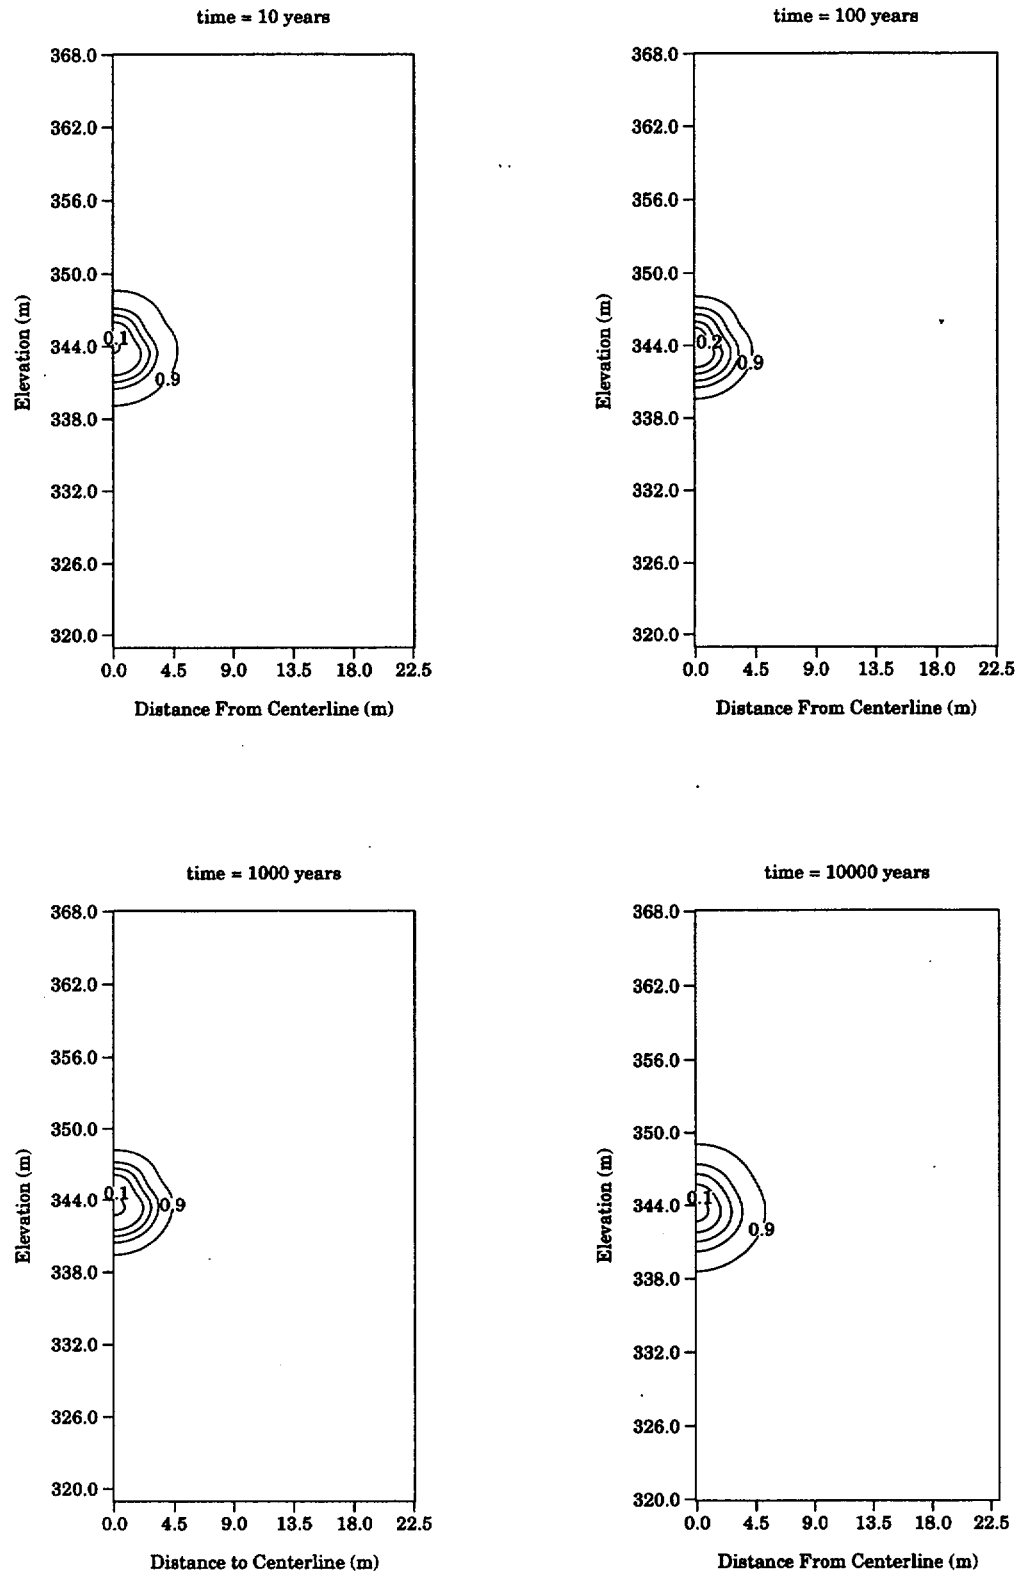 time = 10 years
368.0
362.0
356.0
350.0
344.0
338.0
332.0
326.0
320.0
Elevation (m)
0.1
0.9
0.0 4.5 9.0 13.5 18.0 22.5
Distance From Centerline (m)
time = 100 years
368.0
362.0
356.0
350.0
344.0
338.0
332.0
326.0
320.0
Elevation (m)
0.2
0.9
0.0 4.5 9.0 13.5 18.0 22.5
Distance From Centerline (m)
time = 1000 years
368.0
362.0
356.0
350.0
344.0
338.0
332.0
326.0
320.0
Elevation (m)
0.1
0.9
0.0 4.5 9.0 13.5 18.0 22.5
Distance to Centerline (m)
time = 10000 years
368.0
362.0
356.0
350.0
344.0
338.0
332.0
326.0
320.0
Elevation (m)
0.1
0.9
0.0 4.5 9.0 13.5 18.0 22.5
Distance From Centerline (m)